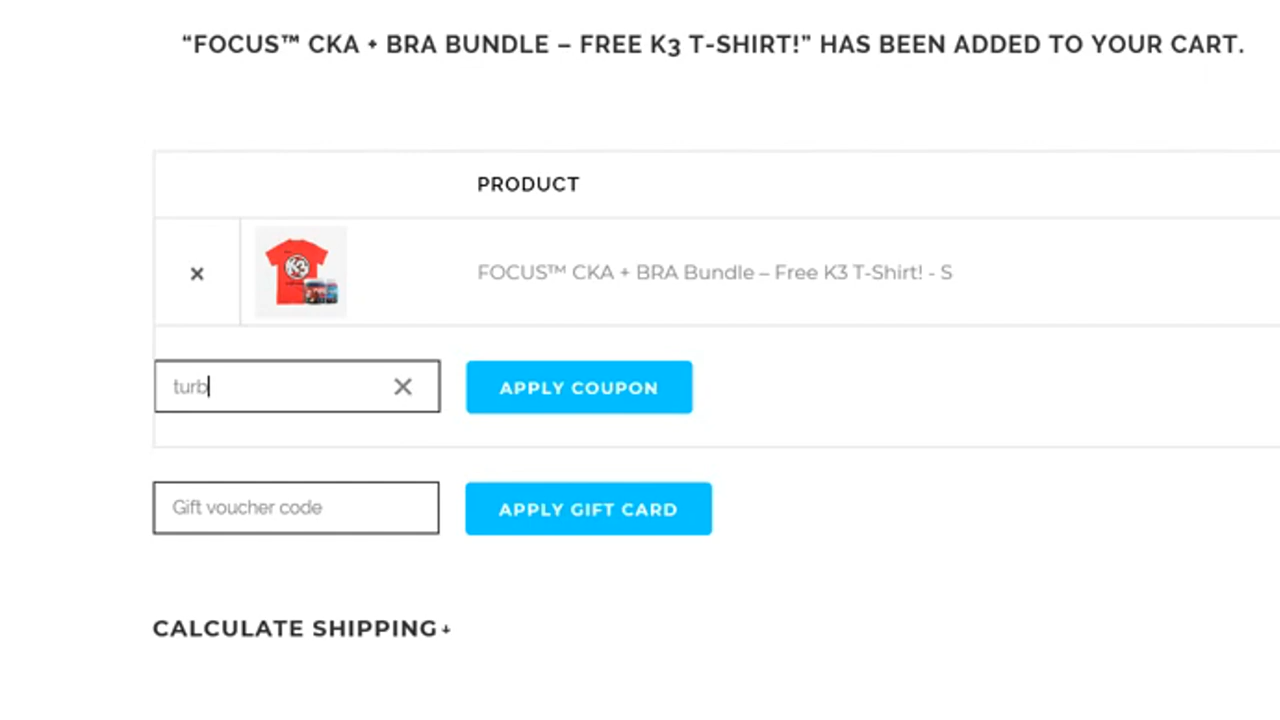 “FOCUS™ CKA + BRA BUNDLE – FREE K3 T-SHIRT!” HAS BEEN ADDED TO YOUR CART.
PRODUCT
× K3 FOCUS™ CKA + BRA Bundle – Free K3 T-Shirt! - S
turb × APPLY COUPON
Gift voucher code APPLY GIFT CARD
CALCULATE SHIPPING↓